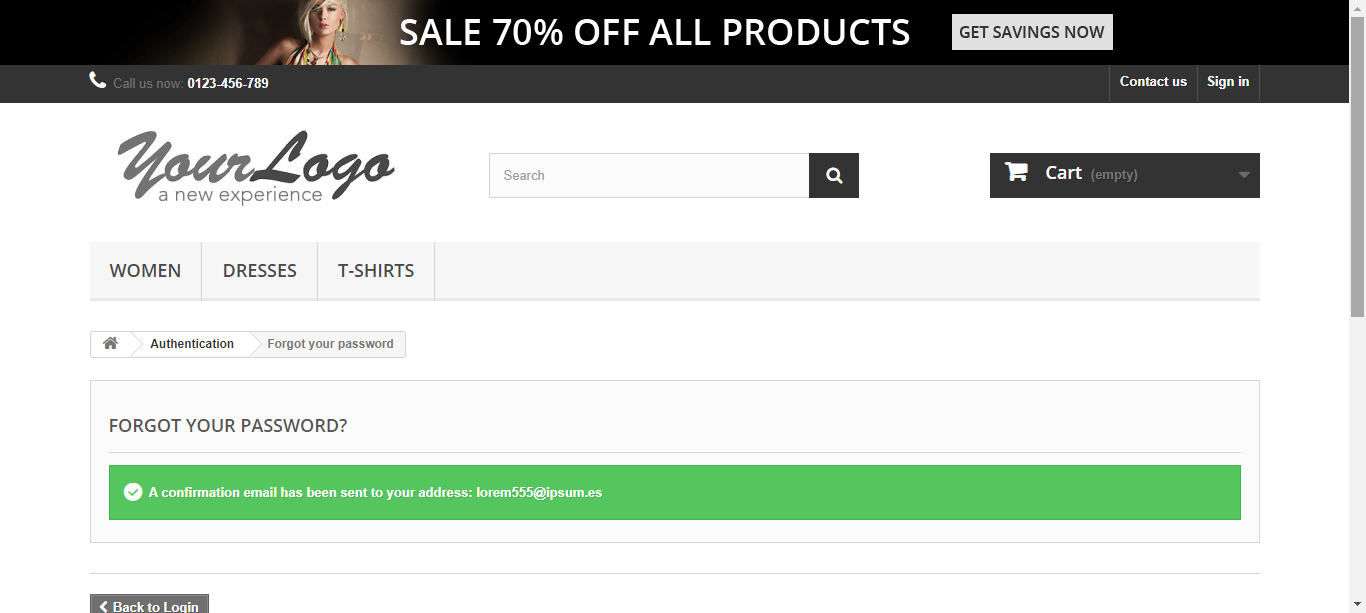 SALE 70% OFF ALL PRODUCTS GET SAVINGS NOW
Call us now: 0123-456-789 Contact us Sign in
YourLogo
a new experience
Search
Cart (empty)
WOMEN DRESSES T-SHIRTS
Authentication Forgot your password
FORGOT YOUR PASSWORD?
A confirmation email has been sent to your address: lorem555@ipsum.es
Back to Login